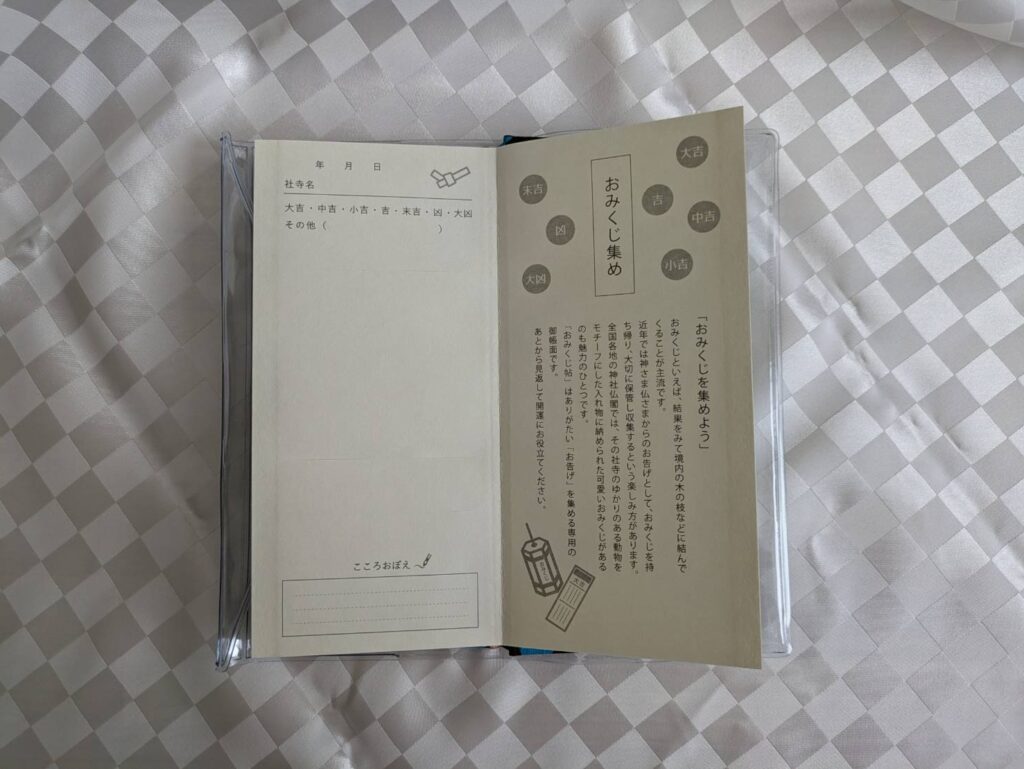 おみくじ集め
大吉
中吉
小吉
吉
末吉
凶
大凶
「おみくじを集めよう」
おみくじといえば、結果をみて境内の木の枝などに結んで
くることが主流です。
近年では神さま仏さまからのお告げとして、おみくじを持
ち帰り、大切に保管し収集するという楽しみ方があります。
全国各地の神社仏閣では、その社寺のゆかりのある動物を
モチーフにした入れ物に納められた可愛いおみくじがある
のも魅力のひとつです。
「おみくじ帖」はありがたい「お告げ」を集める専用の
御帳面です。
あとから見返して開運にお役立てください。
年 月 日
社寺名
大吉・中吉・小吉・吉・末吉・凶・大凶
その他（ ）
こころおぼえ